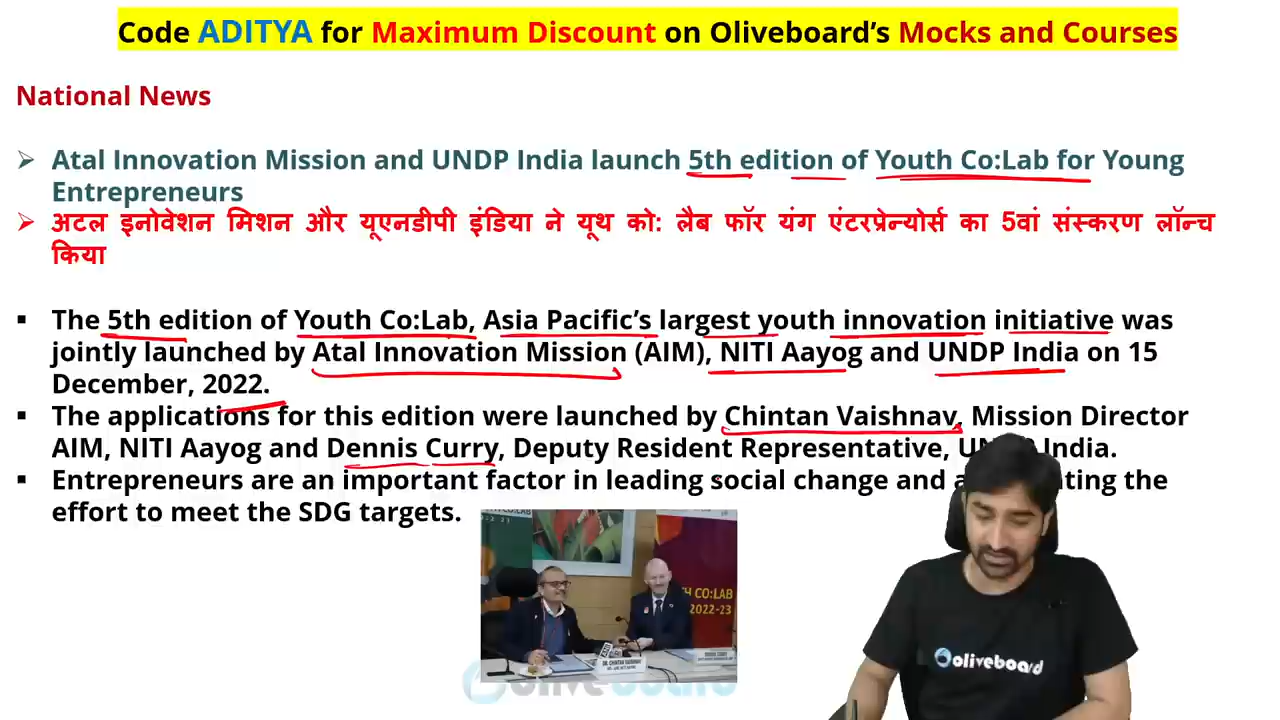 Code ADITYA for Maximum Discount on Oliveboard's Mocks and Courses
National News
Atal Innovation Mission and UNDP India launch 5th edition of Youth Co:Lab for Young
Entrepreneurs
अटल इनोवेशन मिशन और यूएनडीपी इंडिया ने यूथ को: लैब फॉर यंग एंटरप्रेन्योर्स का 5वां संस्करण लॉन्च
किया
The 5th edition of Youth Co:Lab, Asia Pacific's largest youth innovation initiative was
jointly launched by Atal Innovation Mission (AIM), NITI Aayog and UNDP India on 15
December, 2022.
The applications for this edition were launched by Chintan Vaishnav, Mission Director
AIM, NITI Aayog and Dennis Curry, Deputy Resident Representative, India.
Entrepreneurs are an important factor in leading social change and the
effort to meet the SDG targets.
CO:LAB
2022-23
DR. CHINTAN VAISHNAV
oliveboard